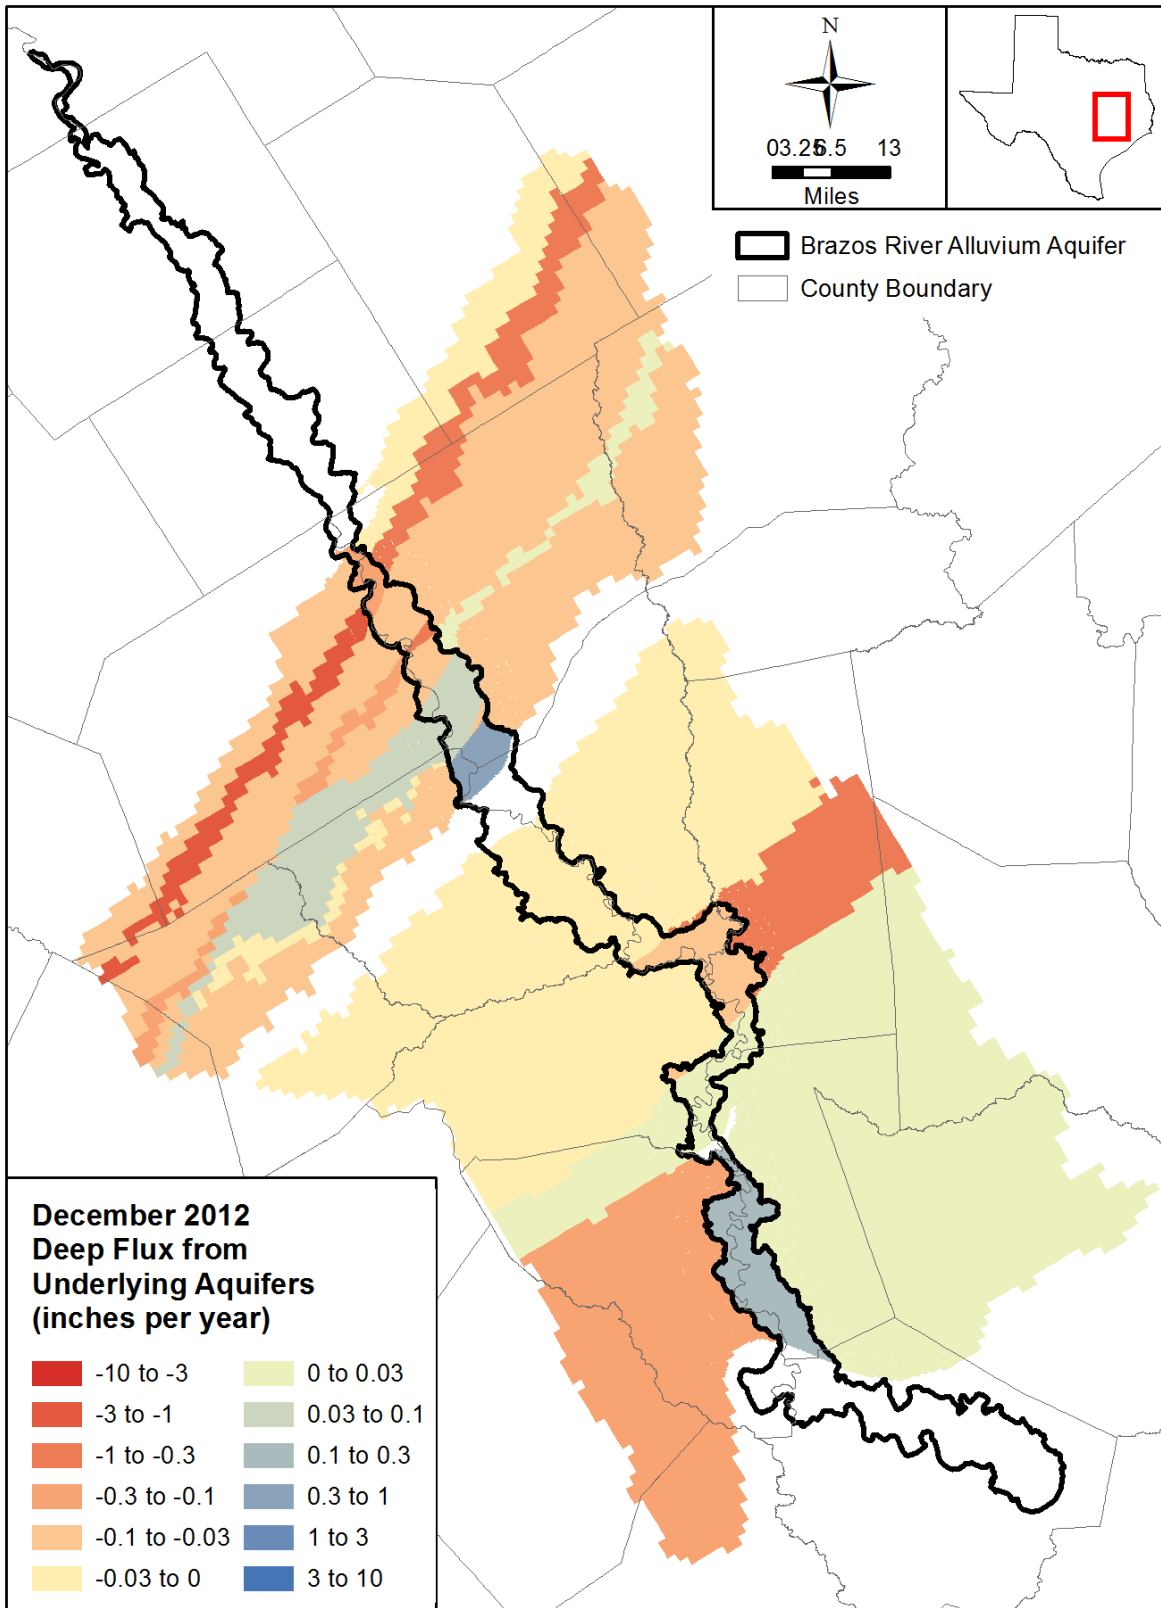 N
03.25 6.5 13
Miles
Brazos River Alluvium Aquifer
County Boundary
December 2012
Deep Flux from
Underlying Aquifers
(inches per year)
-10 to -3
-3 to -1
-1 to -0.3
-0.3 to -0.1
-0.1 to -0.03
-0.03 to 0
0 to 0.03
0.03 to 0.1
0.1 to 0.3
0.3 to 1
1 to 3
3 to 10